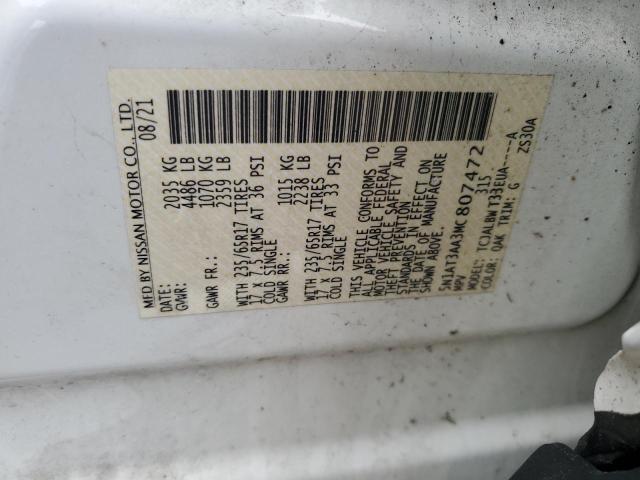 MFD BY NISSAN MOTOR CO., LTD.
DATE: 08/21
GVWR: 2035 KG
4486 LB
GAWR FR: 1070 KG
2359 LB
WITH 235/65R17 TIRES
17 X 7.5 RIMS AT 36 PSI
COLD SINGLE
GAWR RR: 1015 KG
2238 LB
WITH 235/65R17 TIRES
17 X 7.5 RIMS AT 33 PSI
COLD SINGLE
THIS VEHICLE CONFORMS TO
ALL APPLICABLE FEDERAL
MOTOR VEHICLE SAFETY AND
THEFT PREVENTION
STANDARDS IN EFFECT ON
THE DATE OF MANUFACTURE
SHOWN ABOVE.
5N1AT3AA3MC807472
MPV 315
MODEL: TCJALBW T33EUA-----A
COLOR: QAK TRIM: G ZS30A